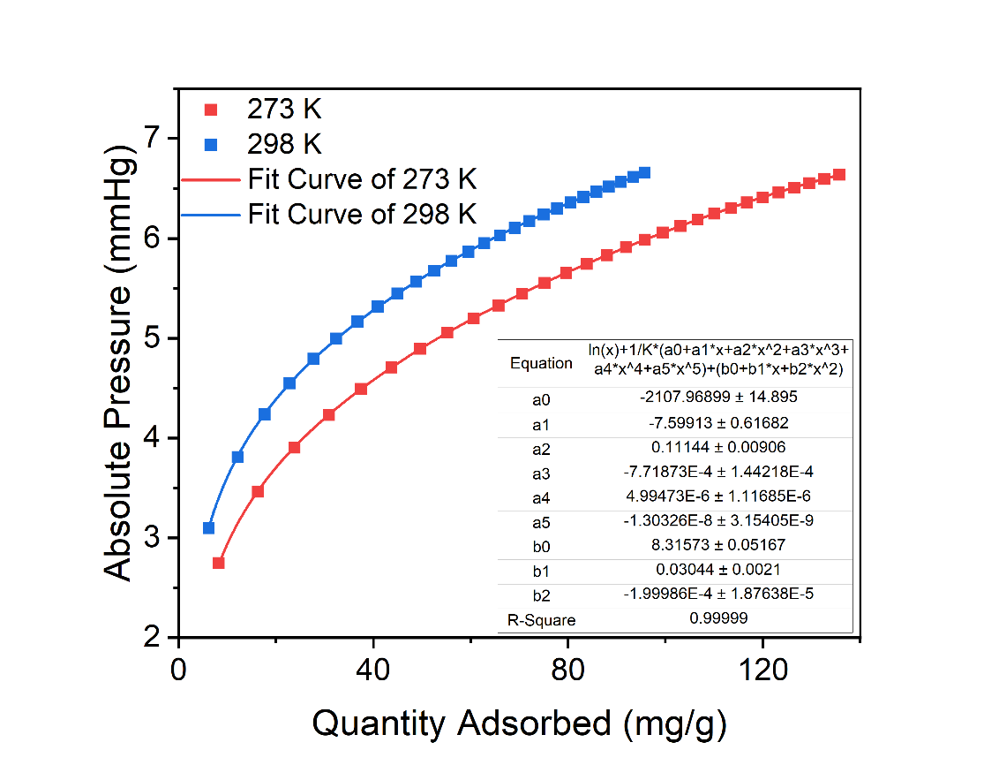 273 K
298 K
Fit Curve of 273 K
Fit Curve of 298 K
Absolute Pressure (mmHg)
7
6
5
4
3
2
Equation
ln(x)+1/K*(a0+a1*x+a2*x^2+a3*x^3+
a4*x^4+a5*x^5)+(b0+b1*x+b2*x^2)
a0 -2107.96899 ± 14.895
a1 -7.59913 ± 0.61682
a2 0.11144 ± 0.00906
a3 -7.71873E-4 ± 1.44218E-4
a4 4.99473E-6 ± 1.11685E-6
a5 -1.30326E-8 ± 3.15405E-9
b0 8.31573 ± 0.05167
b1 0.03044 ± 0.0021
b2 -1.99986E-4 ± 1.87638E-5
R-Square 0.99999
0 40 80 120
Quantity Adsorbed (mg/g)